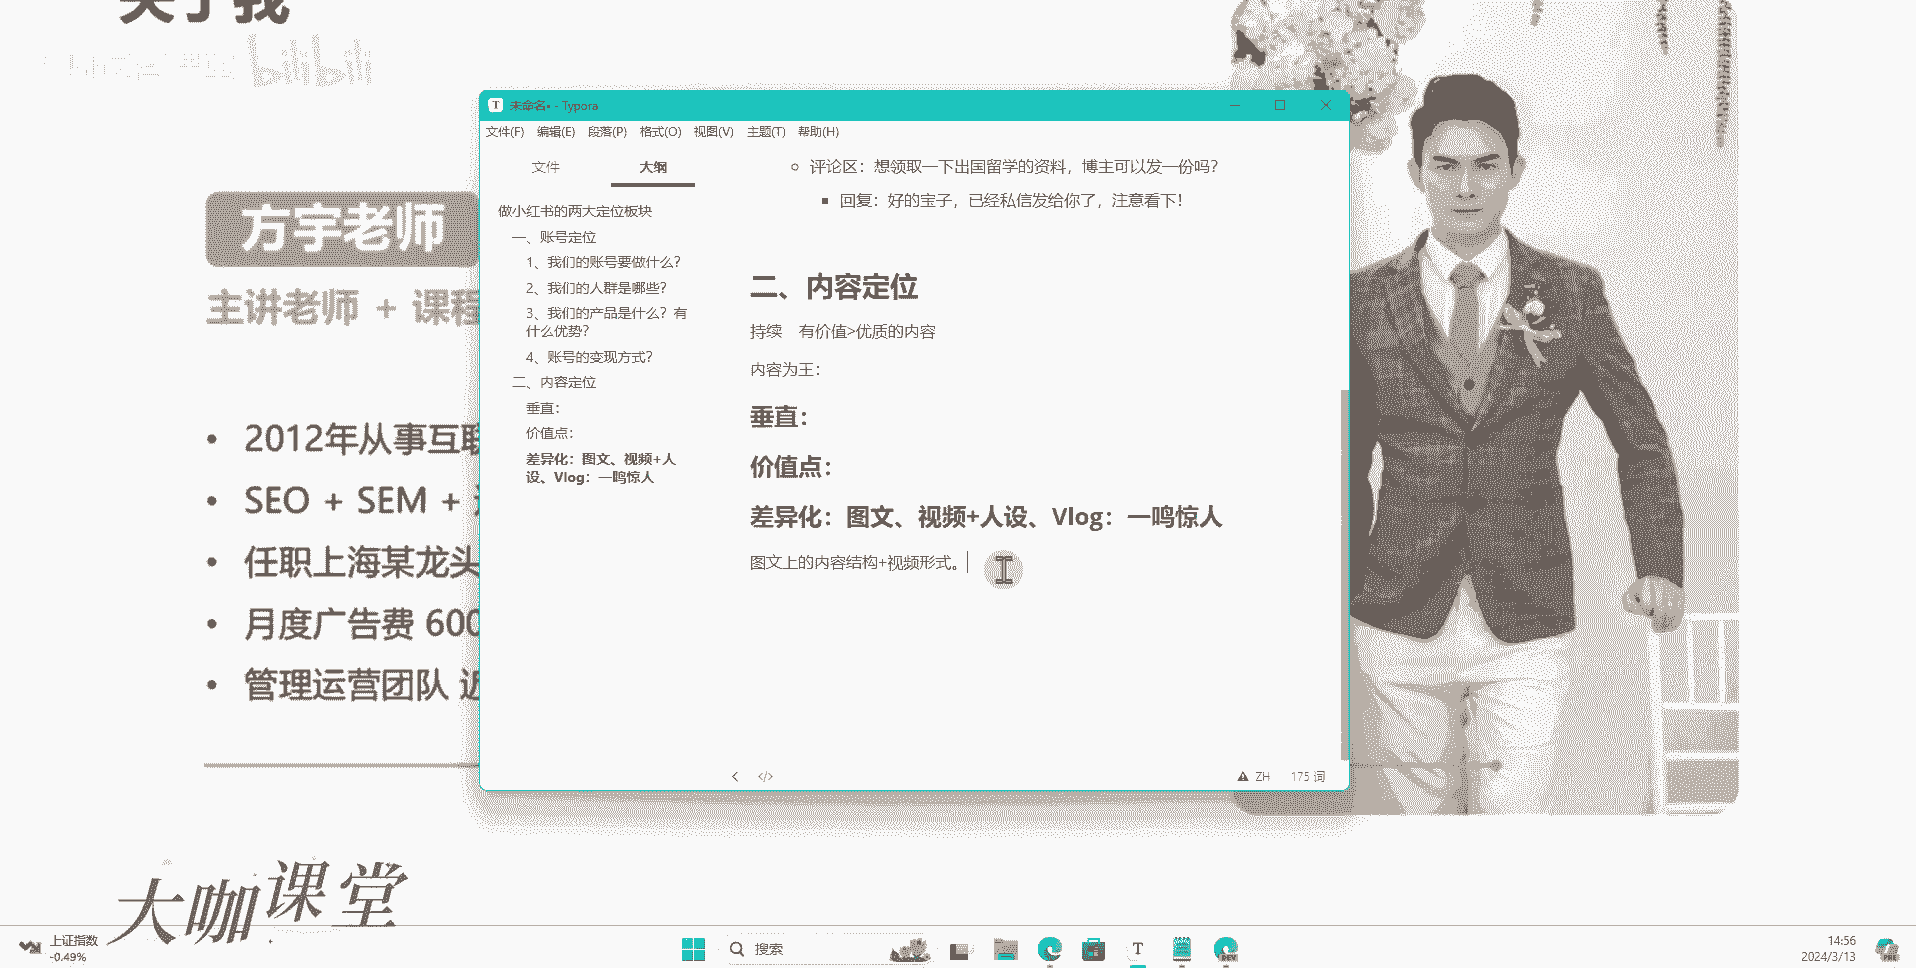 关于我
bilibili
方宇老师
主讲老师 + 课程
• 2012年从事互联
• SEO + SEM +
• 任职上海某龙头
• 月度广告费 600
• 管理运营团队 近
大咖课堂
未命名• - Typora
文件(F) 编辑(E) 段落(P) 格式(O) 视图(V) 主题(T) 帮助(H)
文件 大纲
做小红书的两大定位板块
一、账号定位
1、我们的账号要做什么？
2、我们的人群是哪些？
3、我们的产品是什么？有
什么优势？
4、账号的变现方式？
二、内容定位
垂直：
价值点：
差异化：图文、视频+人
设、Vlog：一鸣惊人
评论区：想领取一下出国留学的资料，博主可以发一份吗？
回复：好的宝子，已经私信发给你了，注意看下！
二、内容定位
持续 有价值>优质的内容
内容为王：
垂直：
价值点：
差异化：图文、视频+人设、Vlog：一鸣惊人
图文上的内容结构+视频形式。
ZH 175 词
上证指数
-0.49%
搜索
T
DEV
14:56
2024/3/13
PRE